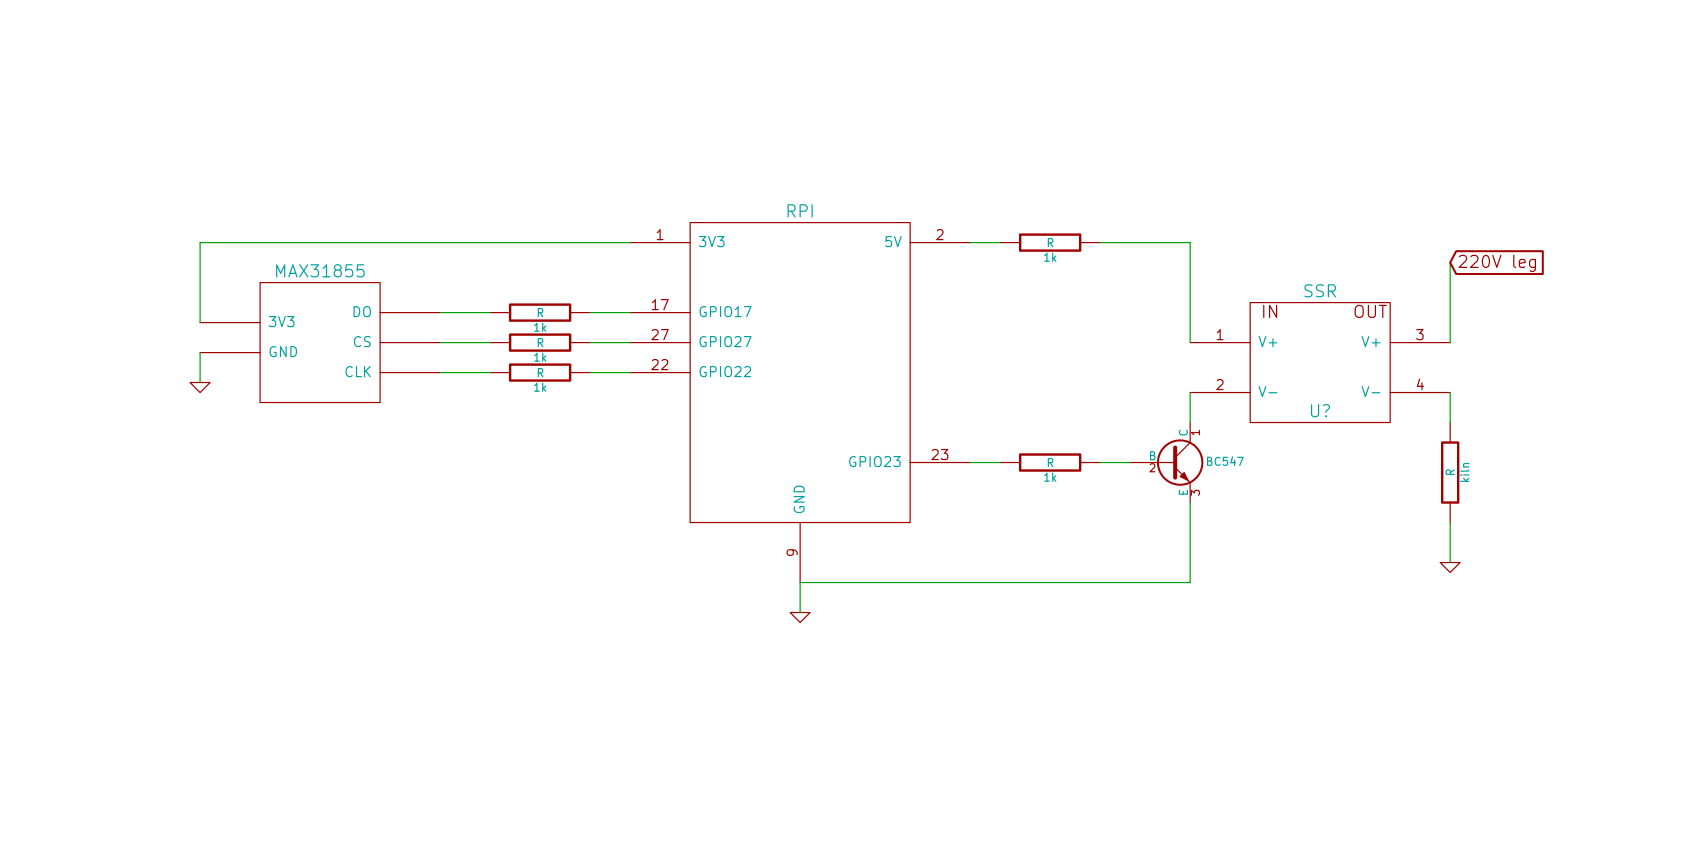 RPI
1
3V3
5V
2
R
1k
MAX31855
3V3
GND
DO
CS
CLK
R
1k
R
1k
R
1k
17
GPIO17
27
GPIO27
22
GPIO22
220V leg
SSR
IN
OUT
1
V+
V+
3
2
V-
V-
4
U?
GPIO23
23
R
1k
B
2
C
1
E
3
BC547
R
kiln
GND
9